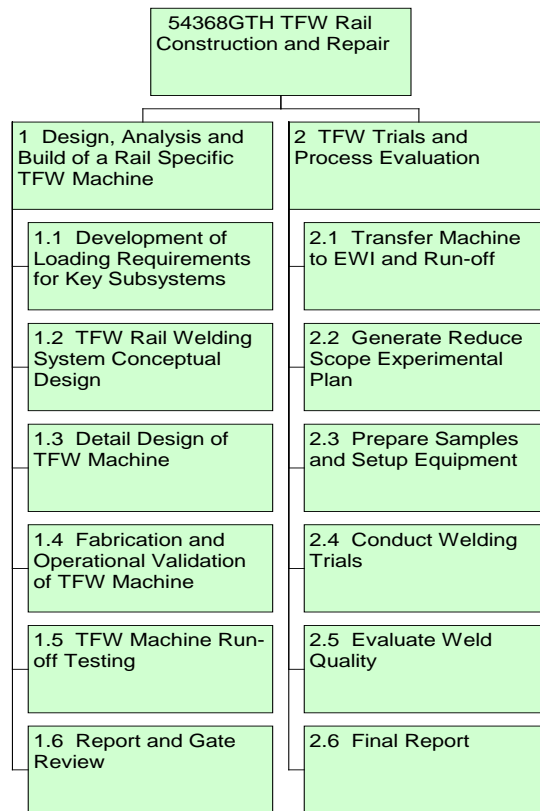 54368GTH TFW Rail
Construction and Repair
1 Design, Analysis and
Build of a Rail Specific
TFW Machine
1.1 Development of
Loading Requirements
for Key Subsystems
1.2 TFW Rail Welding
System Conceptual
Design
1.3 Detail Design of
TFW Machine
1.4 Fabrication and
Operational Validation
of TFW Machine
1.5 TFW Machine Run-
off Testing
1.6 Report and Gate
Review
2 TFW Trials and
Process Evaluation
2.1 Transfer Machine
to EWI and Run-off
2.2 Generate Reduce
Scope Experimental
Plan
2.3 Prepare Samples
and Setup Equipment
2.4 Conduct Welding
Trials
2.5 Evaluate Weld
Quality
2.6 Final Report